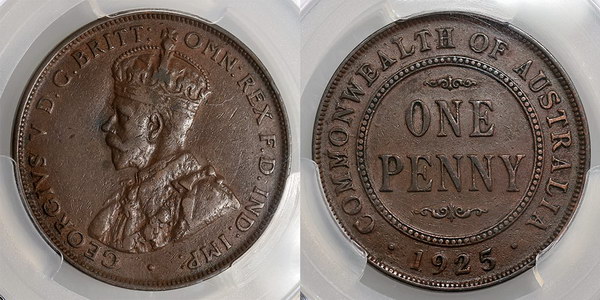 GEORGIVS V D.G. BRITT: OMN: REX F.D. IND: IMP:
COMMONWEALTH OF AUSTRALIA
ONE
PENNY
· 1925 ·